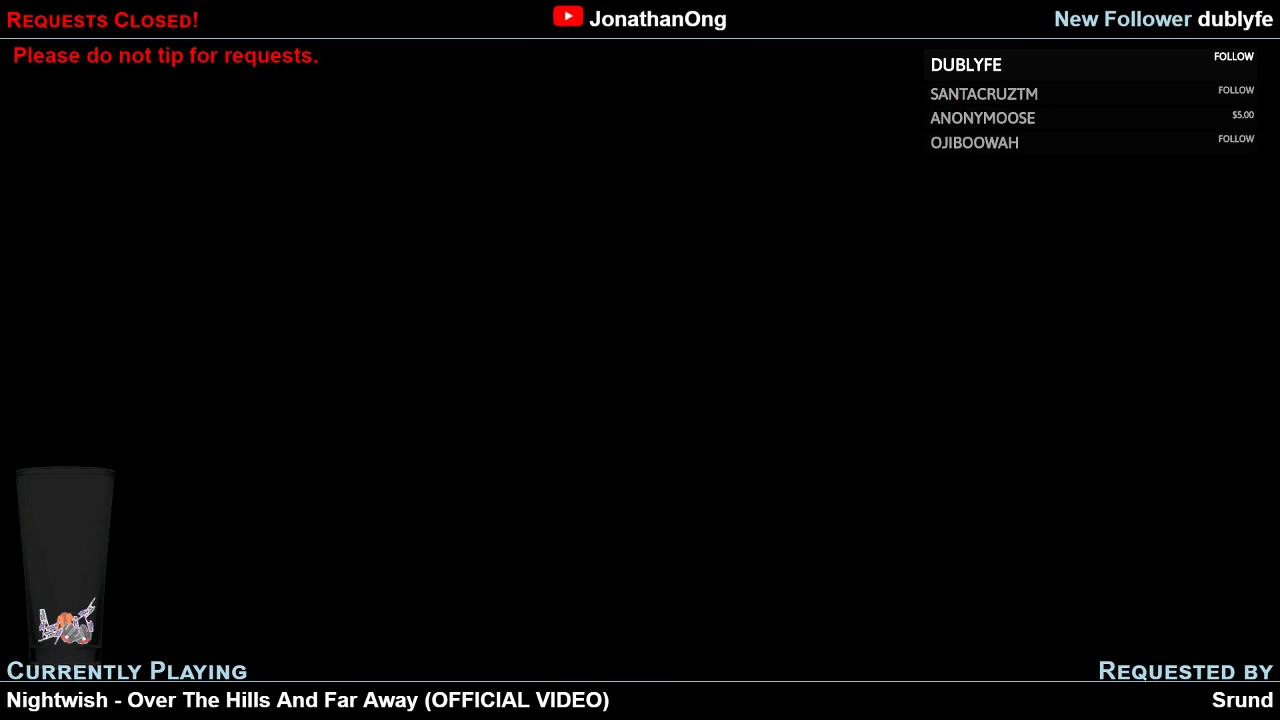 Requests Closed!
JonathanOng
New Follower dublyfe
Please do not tip for requests.
DUBLYFE FOLLOW
SANTACRUZTM FOLLOW
ANONYMOOSE $5.00
OJIBOOWAH FOLLOW
Currently Playing
Requested by
Nightwish - Over The Hills And Far Away (OFFICIAL VIDEO)
Srund